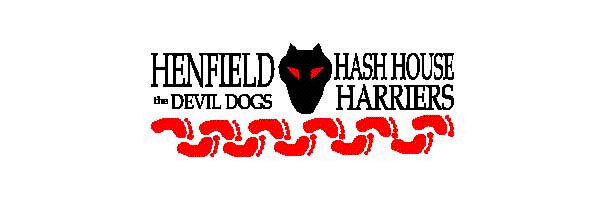 HENFIELD HASH HOUSE
the DEVIL DOGS HARRIERS